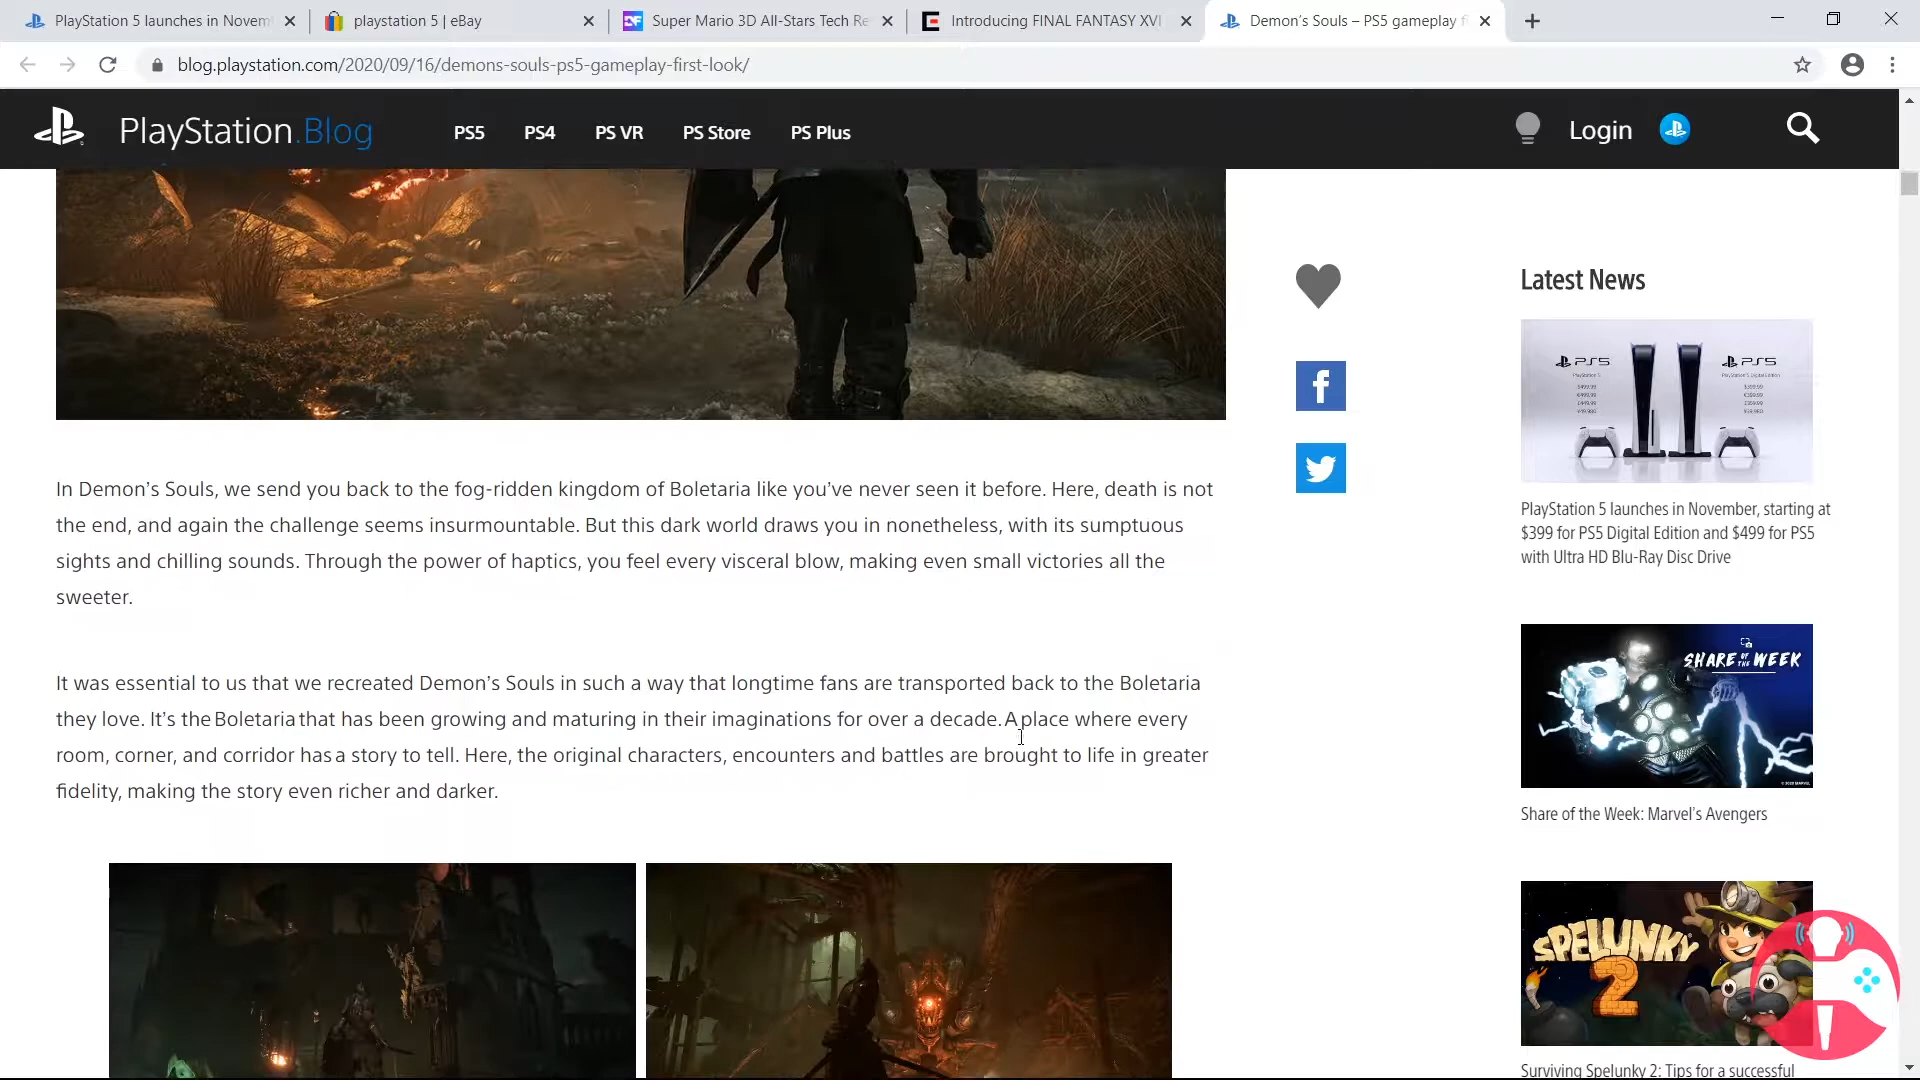 PlayStation 5 launches in Novem
playstation 5 | eBay
Super Mario 3D All-Stars Tech Re
Introducing FINAL FANTASY XVI
Demon's Souls – PS5 gameplay f
blog.playstation.com/2020/09/16/demons-souls-ps5-gameplay-first-look/
PlayStation.Blog
PS5
PS4
PS VR
PS Store
PS Plus
Login
In Demon's Souls, we send you back to the fog-ridden kingdom of Boletaria like you've never seen it before. Here, death is not
the end, and again the challenge seems insurmountable. But this dark world draws you in nonetheless, with its sumptuous
sights and chilling sounds. Through the power of haptics, you feel every visceral blow, making even small victories all the
sweeter.
It was essential to us that we recreated Demon's Souls in such a way that longtime fans are transported back to the Boletaria
they love. It's the Boletaria that has been growing and maturing in their imaginations for over a decade. A place where every
room, corner, and corridor has a story to tell. Here, the original characters, encounters and battles are brought to life in greater
fidelity, making the story even richer and darker.
Latest News
PS5
PS5
PlayStation 5 launches in November, starting at
$399 for PS5 Digital Edition and $499 for PS5
with Ultra HD Blu-Ray Disc Drive
SHARE OF THE WEEK
Share of the Week: Marvel's Avengers
SPELUNKY
2
Surviving Spelunky 2: Tips for a successful